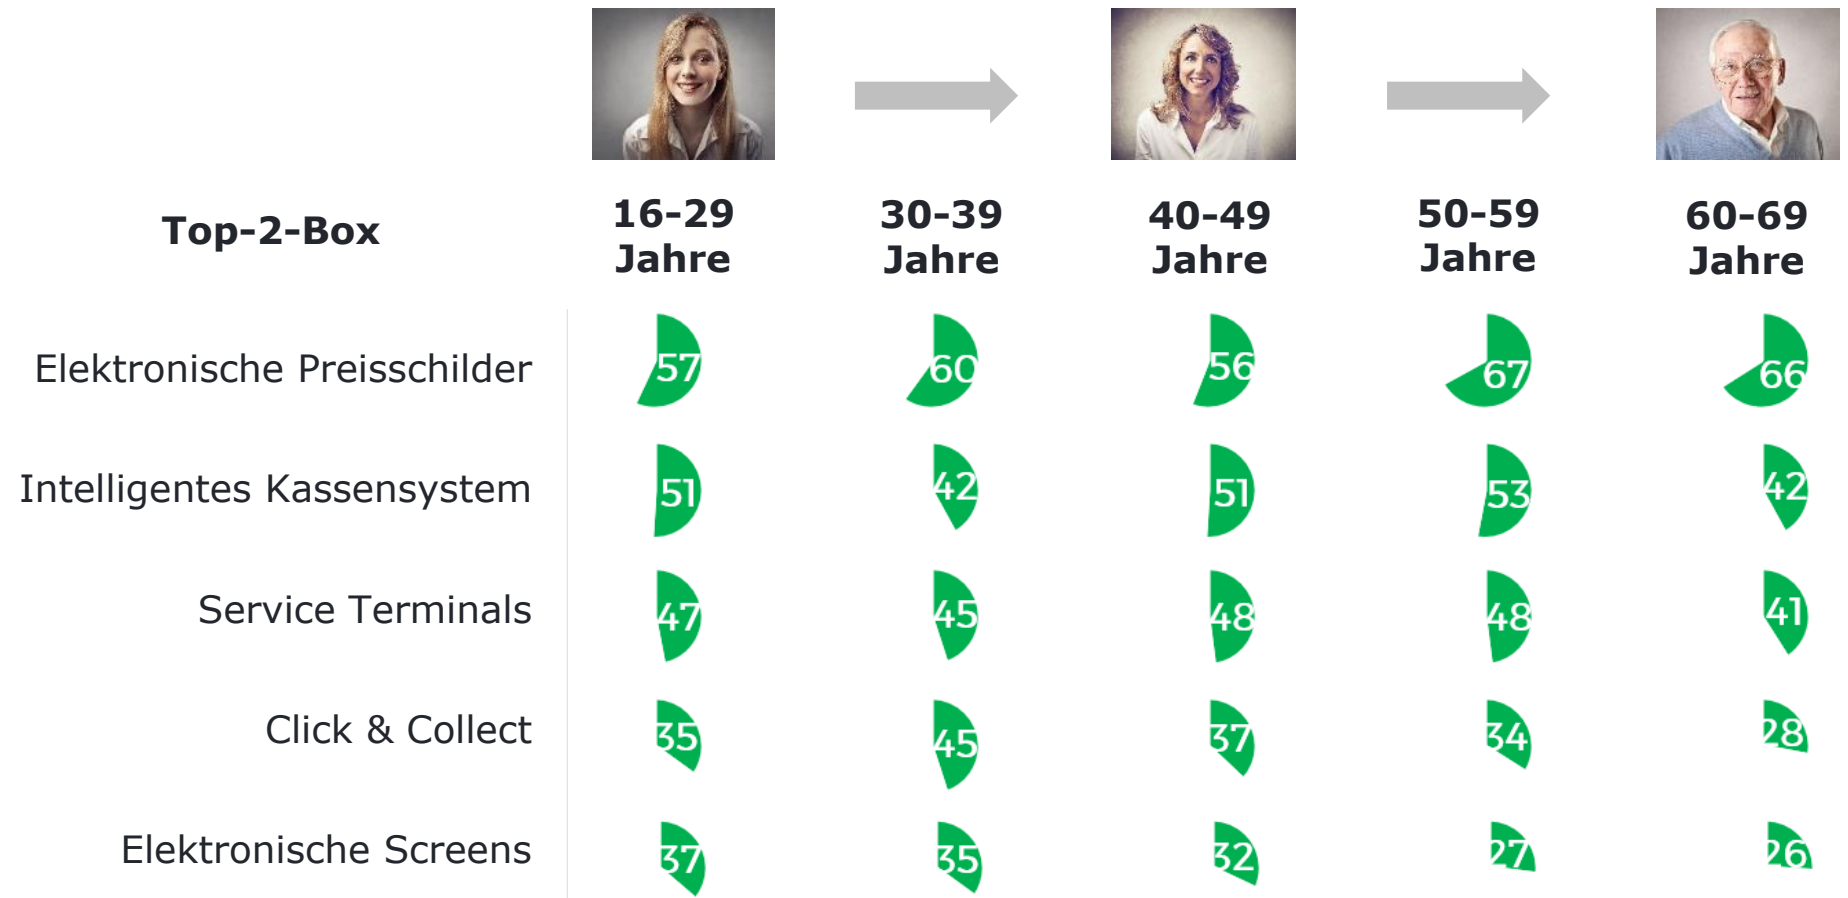 Top-2-Box
16-29
Jahre
30-39
Jahre
40-49
Jahre
50-59
Jahre
60-69
Jahre
Elektronische Preisschilder
57
60
56
67
66
Intelligentes Kassensystem
51
42
51
53
42
Service Terminals
47
45
48
48
41
Click & Collect
35
45
37
34
28
Elektronische Screens
37
35
32
27
26